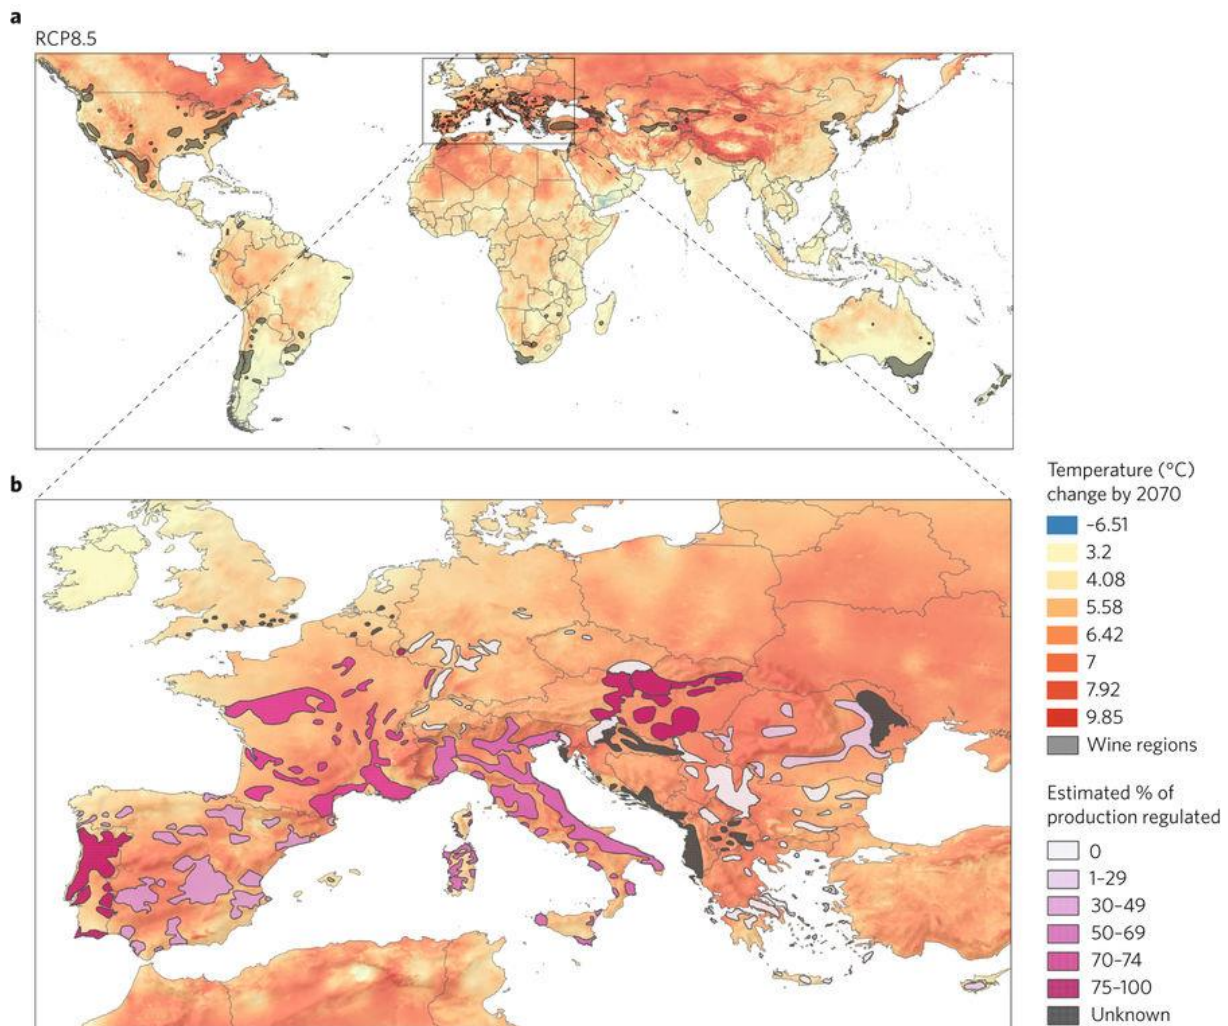 a
RCP8.5
b
Temperature (°C)
change by 2070
−6.51
3.2
4.08
5.58
6.42
7
7.92
9.85
Wine regions
Estimated % of
production regulated
0
1–29
30–49
50–69
70–74
75–100
Unknown